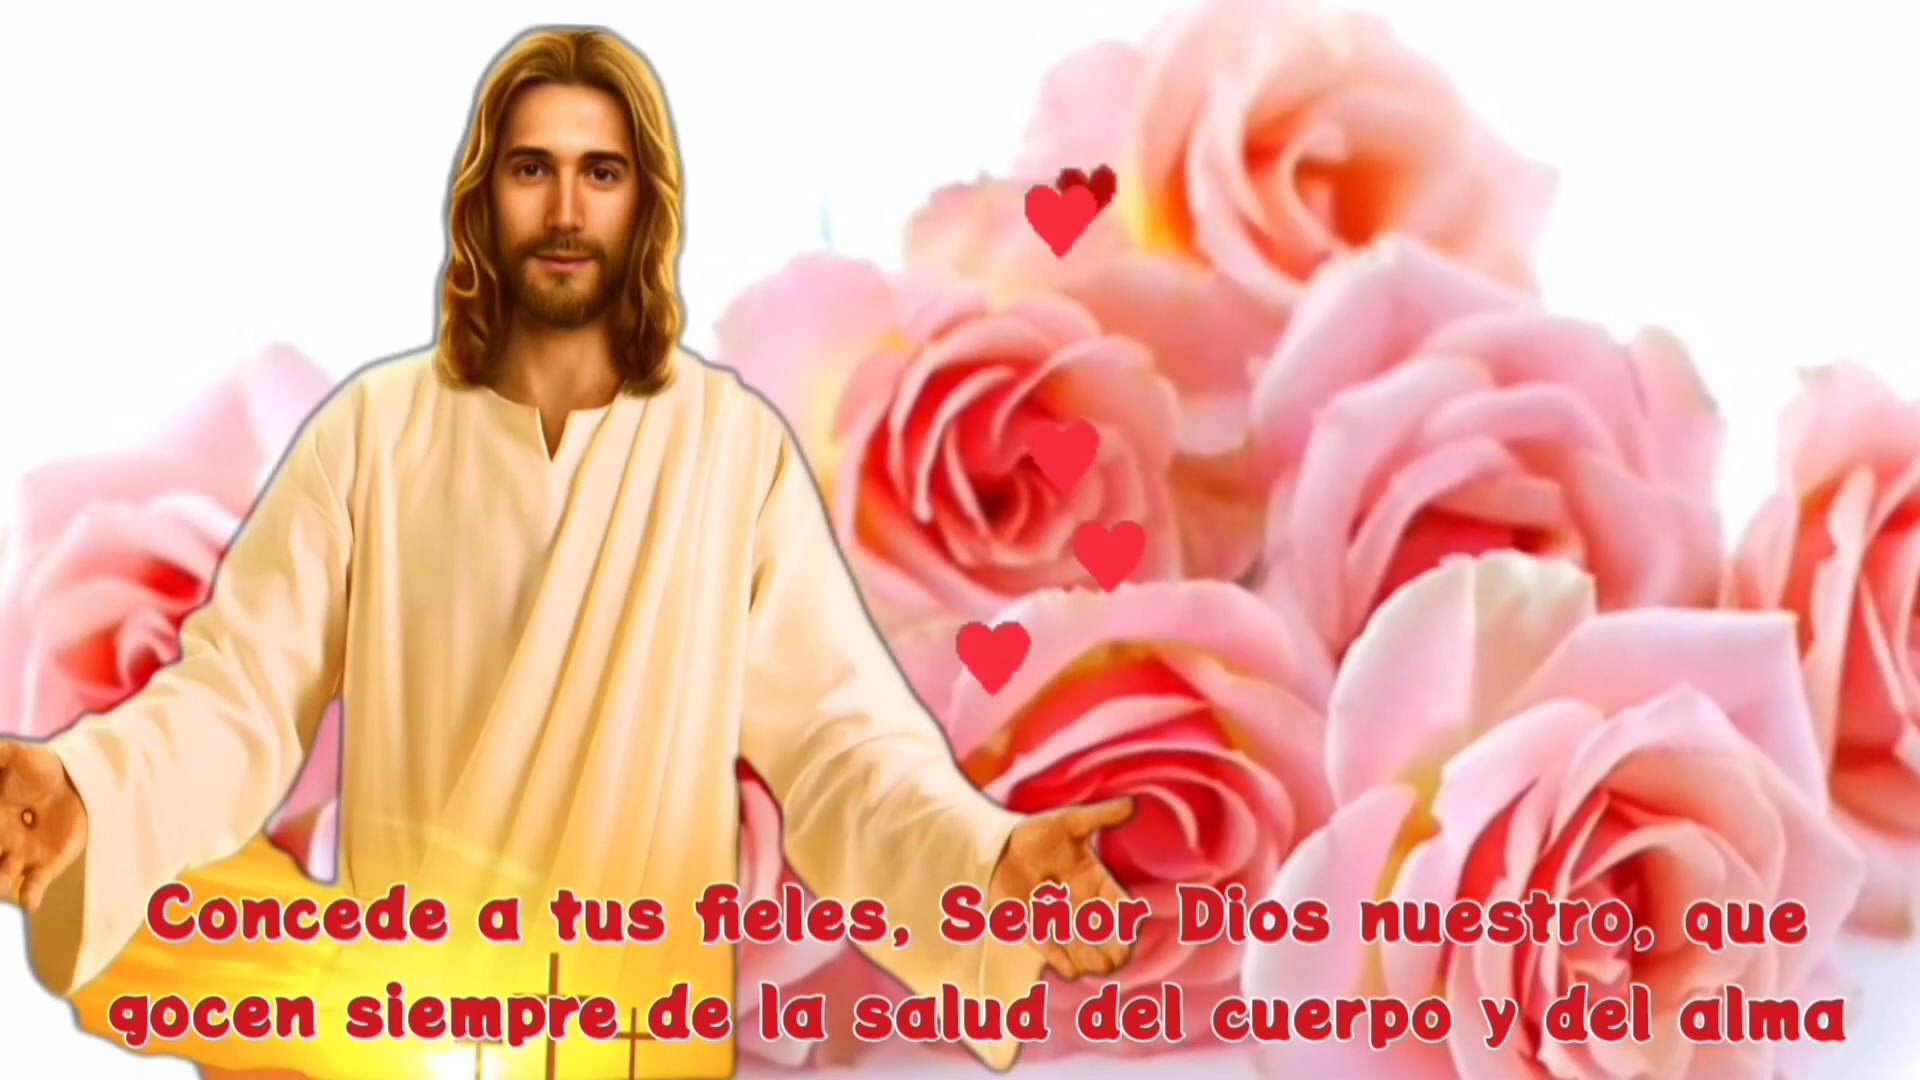 Concede a tus fieles, Señor Dios nuestro, que
gocen siempre de la salud del cuerpo y del alma